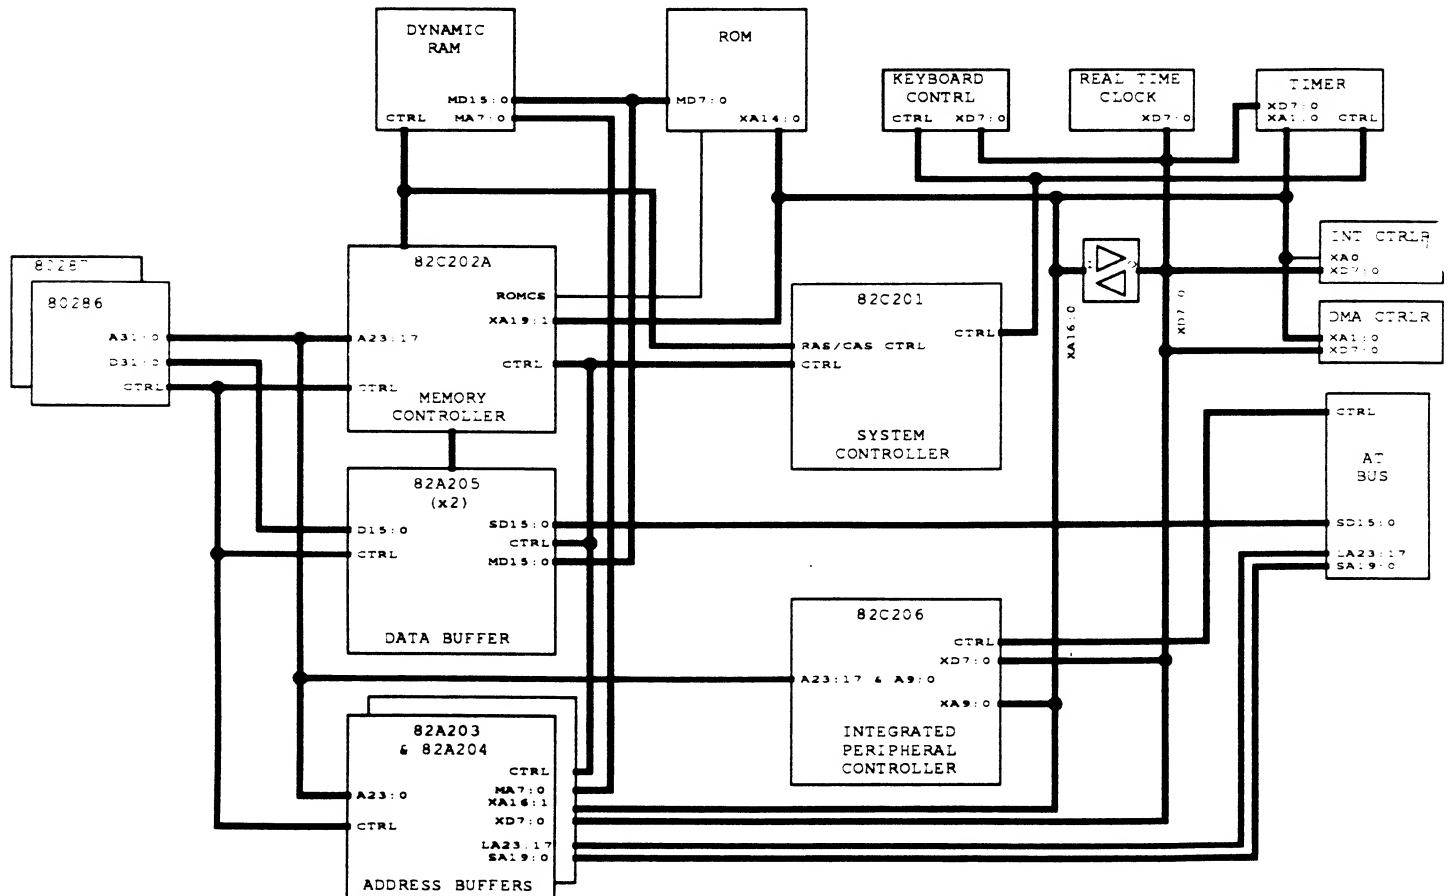 DYNAMIC
RAM
MD15:0
CTRL
MA7:0
ROM
MD7:0
XA14:0
KEYBOARD
CONTRL
CTRL
XD7:0
REAL TIME
CLOCK
XD7:0
TIMER
XD7:0
XA1:0
CTRL
80287
80286
A31:0
D31:0
CTRL
82C202A
ROMCS
XA19:1
A23:17
CTRL
CTRL
MEMORY
CONTROLLER
82C201
CTRL
RAS/CAS CTRL
CTRL
SYSTEM
CONTROLLER
XA16:0
XD7:0
INT CTRLR
XA0
XD7:0
DMA CTRLR
XA1:0
XD7:0
82A205
(x2)
SD15:0
D15:0
CTRL
CTRL
MD15:0
DATA BUFFER
CTRL
AT
BUS
SD15:0
LA23:17
SA19:0
82C206
CTRL
XD7:0
A23:17 & A9:0
XA9:0
INTEGRATED
PERIPHERAL
CONTROLLER
82A203
& 82A204
CTRL
MA7:0
A23:0
XA16:1
XD7:0
CTRL
LA23:17
SA19:0
ADDRESS BUFFERS